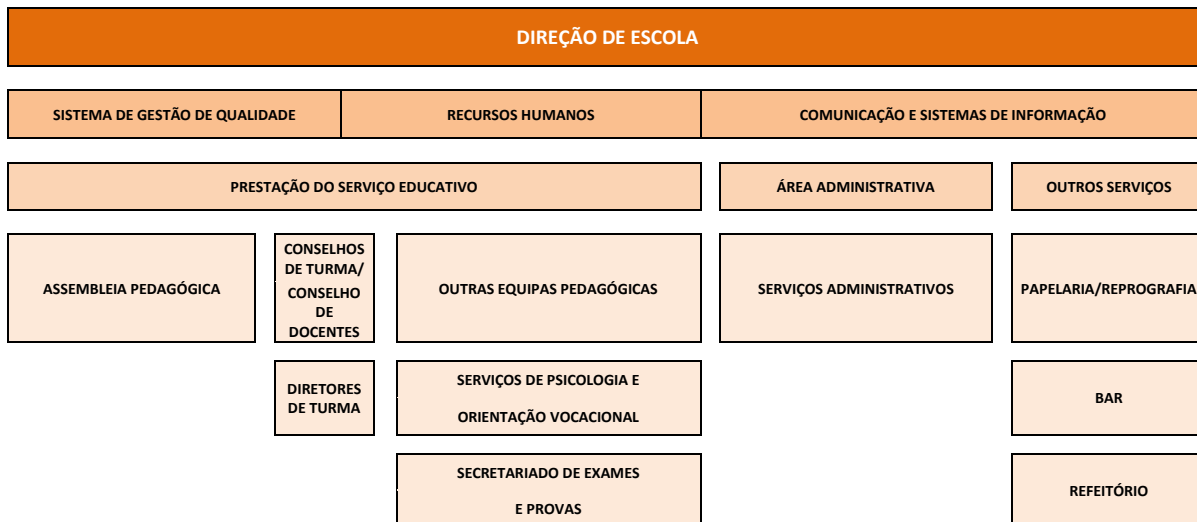 DIREÇÃO DE ESCOLA
SISTEMA DE GESTÃO DE QUALIDADE
RECURSOS HUMANOS
COMUNICAÇÃO E SISTEMAS DE INFORMAÇÃO
PRESTAÇÃO DO SERVIÇO EDUCATIVO
ÁREA ADMINISTRATIVA
OUTROS SERVIÇOS
ASSEMBLEIA PEDAGÓGICA
CONSELHOS
DE TURMA/
CONSELHO
DE
DOCENTES
OUTRAS EQUIPAS PEDAGÓGICAS
SERVIÇOS ADMINISTRATIVOS
PAPELARIA/REPROGRAFIA
DIRETORES
DE TURMA
SERVIÇOS DE PSICOLOGIA E
ORIENTAÇÃO VOCACIONAL
BAR
SECRETARIADO DE EXAMES
E PROVAS
REFEITÓRIO